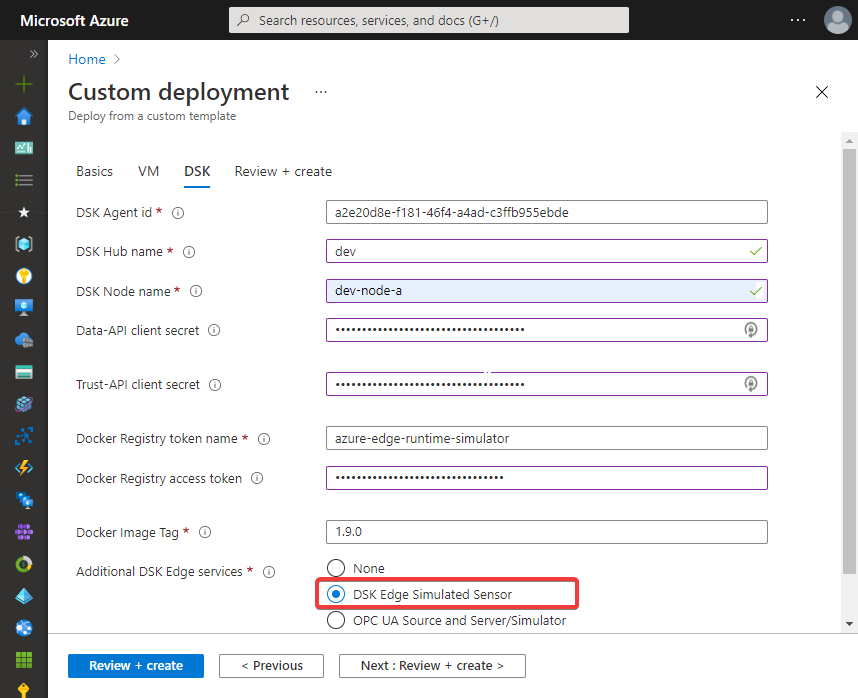 Microsoft Azure
Search resources, services, and docs (G+/)
Home
Custom deployment
Deploy from a custom template
Basics VM DSK Review + create
DSK Agent id * a2e20d8e-f181-46f4-a4ad-c3ffb955ebde
DSK Hub name * dev
DSK Node name * dev-node-a
Data-API client secret ••••••••••••••••••••••••••••••••••••
Trust-API client secret ••••••••••••••••••••••••••••••••••••
Docker Registry token name * azure-edge-runtime-simulator
Docker Registry access token ••••••••••••••••••••••••••••••••
Docker Image Tag * 1.9.0
Additional DSK Edge services * None
DSK Edge Simulated Sensor
OPC UA Source and Server/Simulator
Review + create < Previous Next : Review + create >